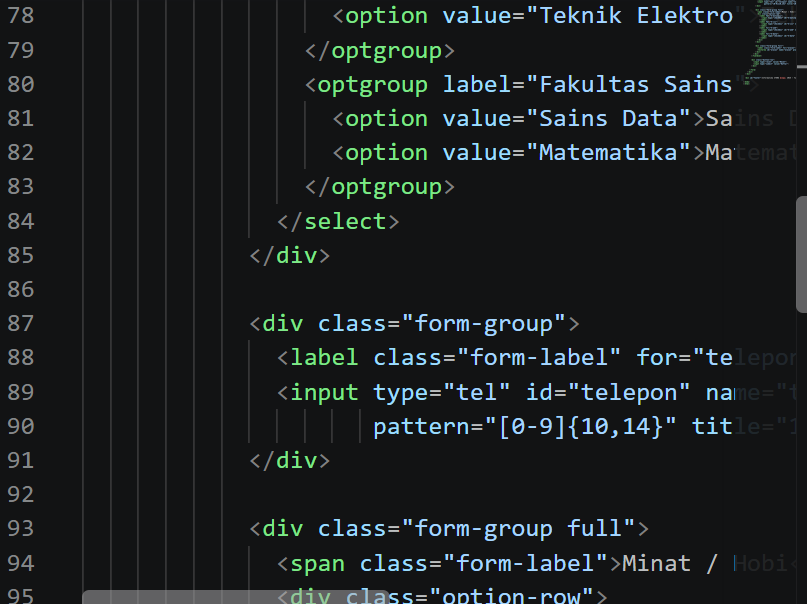 78 <option value="Teknik Elektro"
79 </optgroup>
80 <optgroup label="Fakultas Sains"
81 <option value="Sains Data">Sains D
82 <option value="Matematika">Matemat
83 </optgroup>
84 </select>
85 </div>
86
87 <div class="form-group">
88 <label class="form-label" for="telepon
89 <input type="tel" id="telepon" name="t
90 pattern="[0-9]{10,14}" title="1
91 </div>
92
93 <div class="form-group full">
94 <span class="form-label">Minat / Hobi<
95 <div class="option-row">